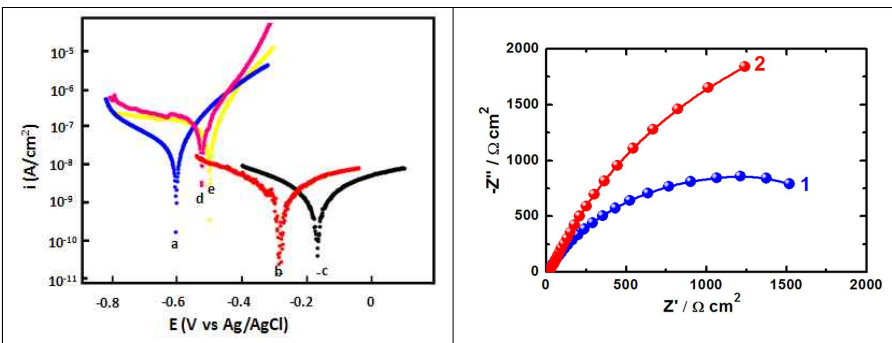 i (A/cm²)
10⁻⁵
10⁻⁶
10⁻⁷
10⁻⁸
10⁻⁹
10⁻¹⁰
10⁻¹¹
a
d
e
b
-c
-0.8
-0.6
-0.4
-0.2
0
E (V vs Ag/AgCl)
-Z'' / Ω cm²
2000
1500
1000
500
0
2
1
0
500
1000
1500
2000
Z' / Ω cm²